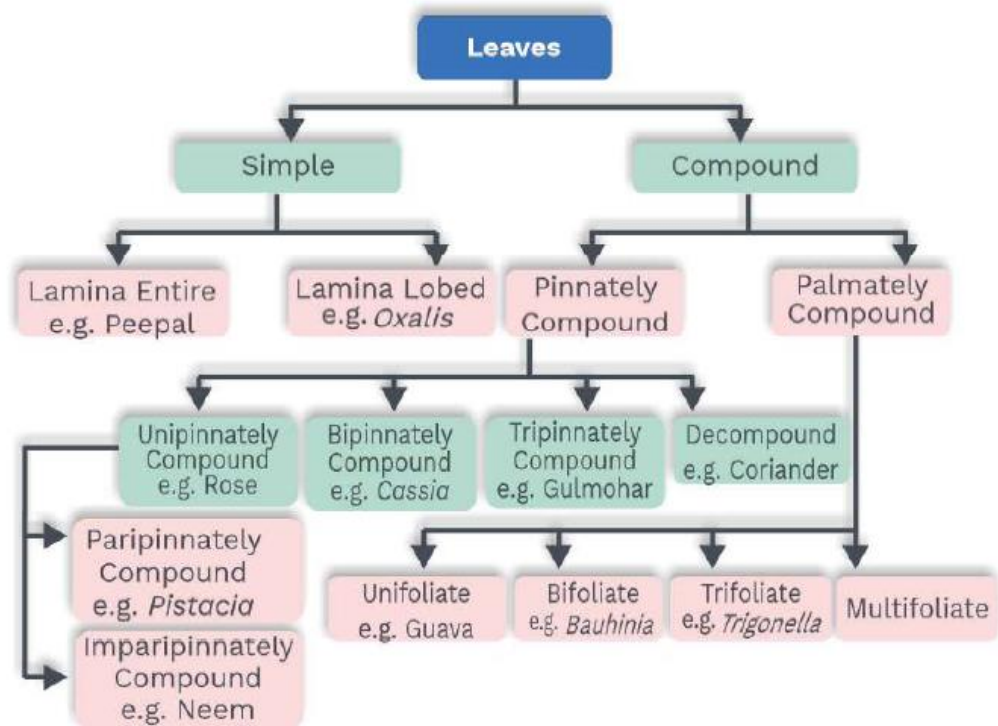 Leaves
Simple
Compound
Lamina Entire
e.g. Peepal
Lamina Lobed
e.g. Oxalis
Pinnately
Compound
Palmately
Compound
Unipinnately
Compound
e.g. Rose
Bipinnately
Compound
e.g. Cassia
Tripinnately
Compound
e.g. Gulmohar
Decompound
e.g. Coriander
Paripinnately
Compound
e.g. Pistacia
Imparipinnately
Compound
e.g. Neem
Unifoliate
e.g. Guava
Bifoliate
e.g. Bauhinia
Trifoliate
e.g. Trigonella
Multifoliate